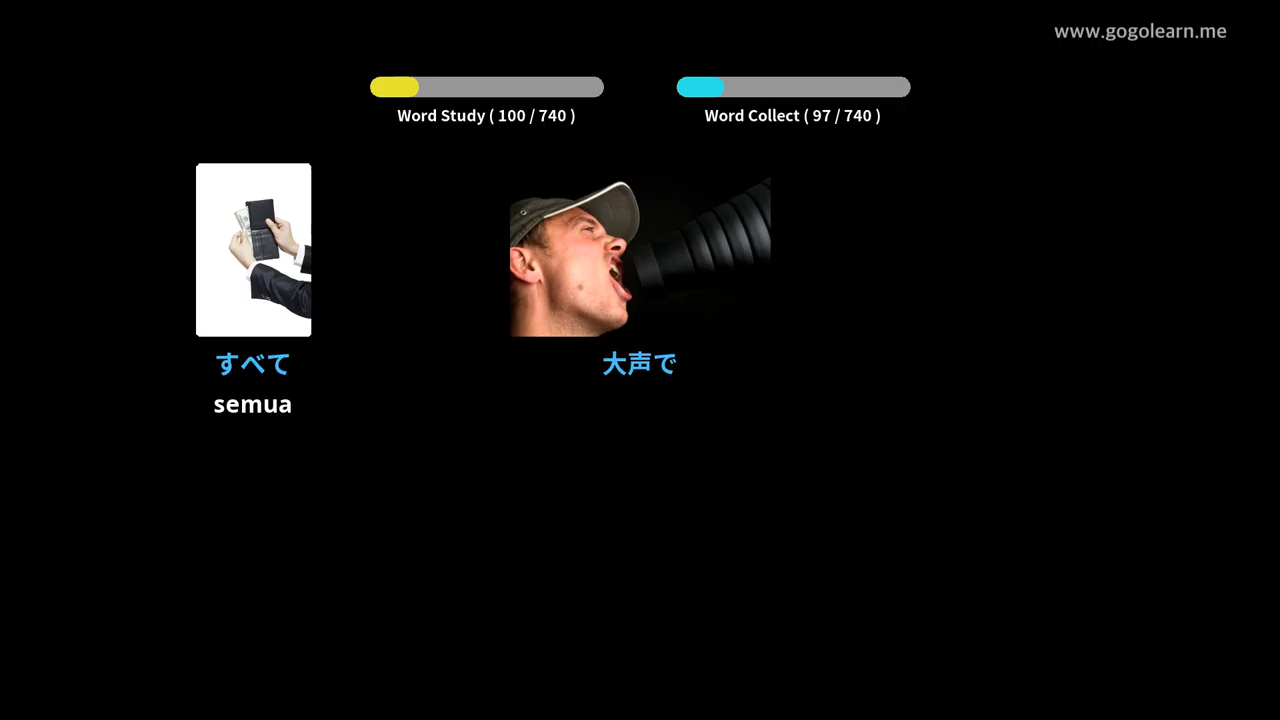 www.gogolearn.me
Word Study ( 100 / 740 )
Word Collect ( 97 / 740 )
すべて
大声で
semua